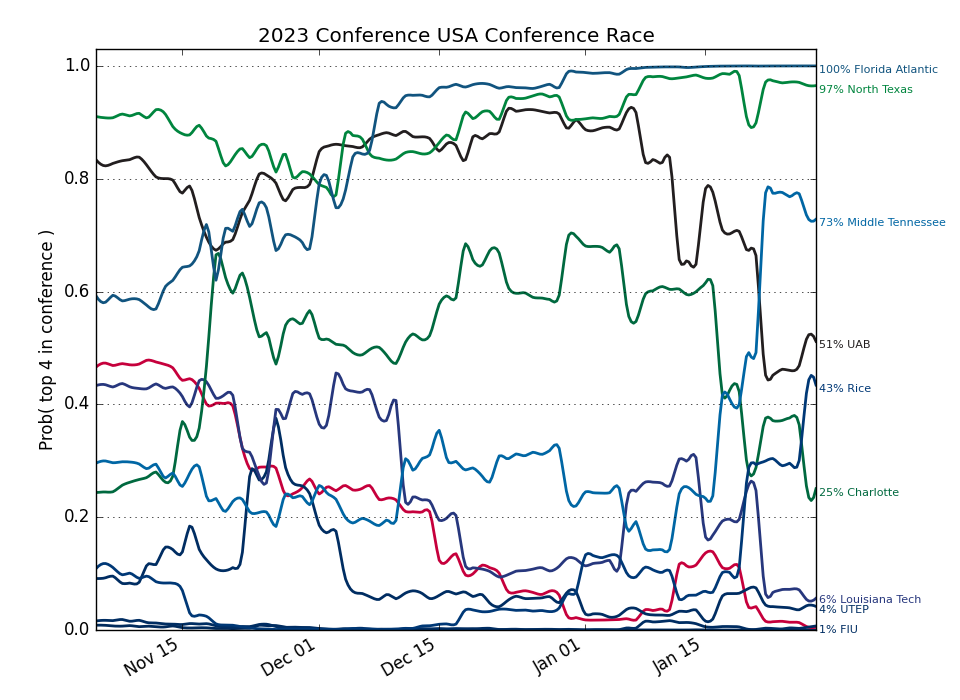 2023 Conference USA Conference Race
Prob( top 4 in conference )
1.0
0.8
0.6
0.4
0.2
0.0
Nov 15
Dec 01
Dec 15
Jan 01
Jan 15
100% Florida Atlantic
97% North Texas
73% Middle Tennessee
51% UAB
43% Rice
25% Charlotte
6% Louisiana Tech
4% UTEP
1% FIU